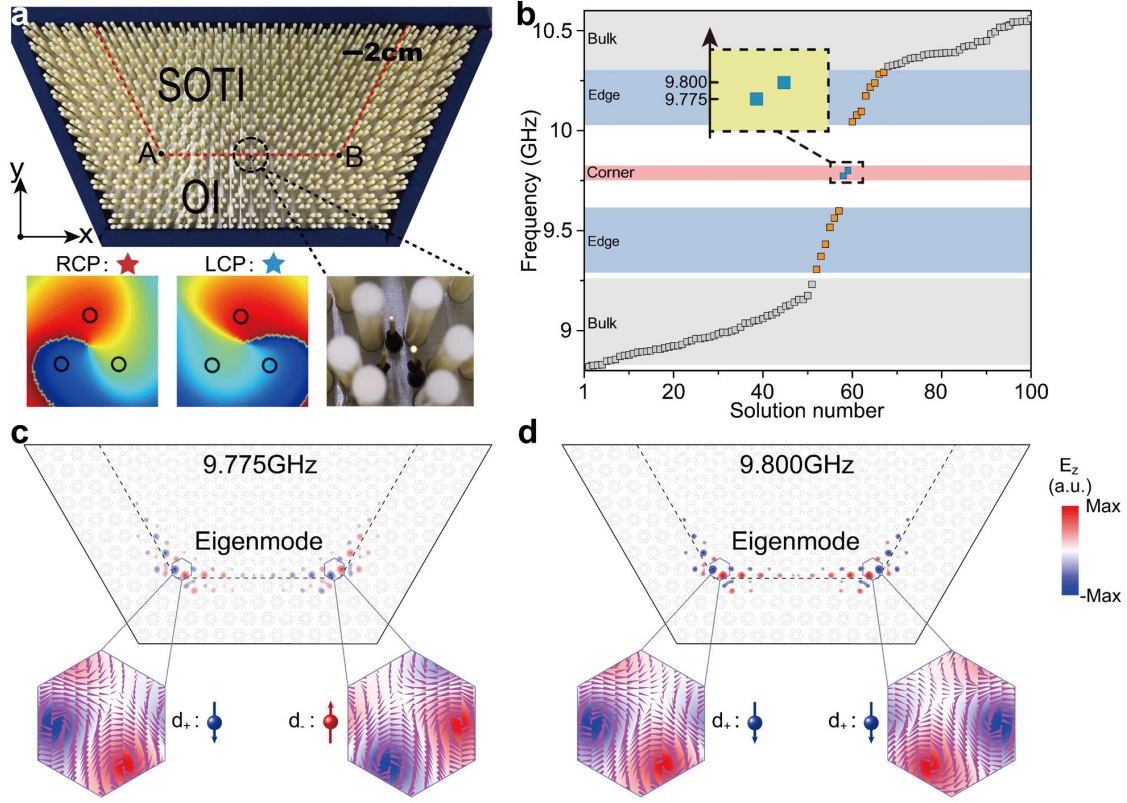 a
2cm
SOTI
A
B
OI
y
x
RCP:
LCP:
b
Frequency (GHz)
10.5
10
9.5
9
Bulk
Edge
Corner
Edge
Bulk
9.800
9.775
1
20
40
60
80
100
Solution number
c
9.775GHz
Eigenmode
d₊ :
d₋ :
d
9.800GHz
Eigenmode
d₊ :
d₊ :
E_z
(a.u.)
Max
-Max